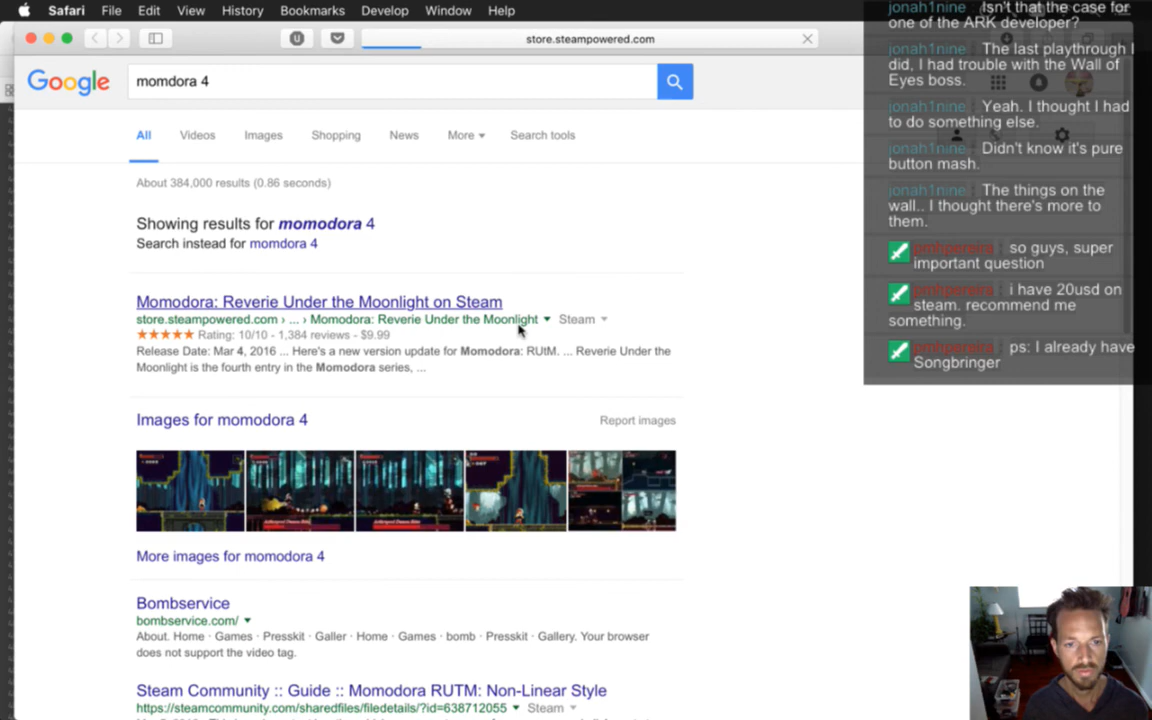 Safari File Edit View History Bookmarks Develop Window Help
store.steampowered.com
Google
momdora 4
All Videos Images Shopping News More Search tools
About 384,000 results (0.86 seconds)
Showing results for momodora 4
Search instead for momdora 4
Momodora: Reverie Under the Moonlight on Steam
store.steampowered.com › ... › Momodora: Reverie Under the Moonlight Steam
Rating: 10/10 - 1,384 reviews - $9.99
Release Date: Mar 4, 2016 ... Here's a new version update for Momodora: RUtM. ... Reverie Under the
Moonlight is the fourth entry in the Momodora series, ...
Images for momodora 4
Report images
More images for momodora 4
Bombservice
bombservice.com/
About. Home · Games · Presskit · Galler · Home · Games · bomb · Presskit · Gallery. Your browser
does not support the video tag.
Steam Community :: Guide :: Momodora RUTM: Non-Linear Style
https://steamcommunity.com/sharedfiles/filedetails/?id=638712055 Steam
jonah1nine : Isn't that the case for
one of the ARK developer?
jonah1nine : The last playthrough I
did, I had trouble with the Wall of
Eyes boss.
jonah1nine : Yeah. I thought I had
to do something else.
jonah1nine : Didn't know it's pure
button mash.
jonah1nine : The things on the
wall.. I thought there's more to
them.
pmhpereira : so guys, super
important question
pmhpereira : i have 20usd on
steam. recommend me
something.
pmhpereira : ps: I already have
Songbringer